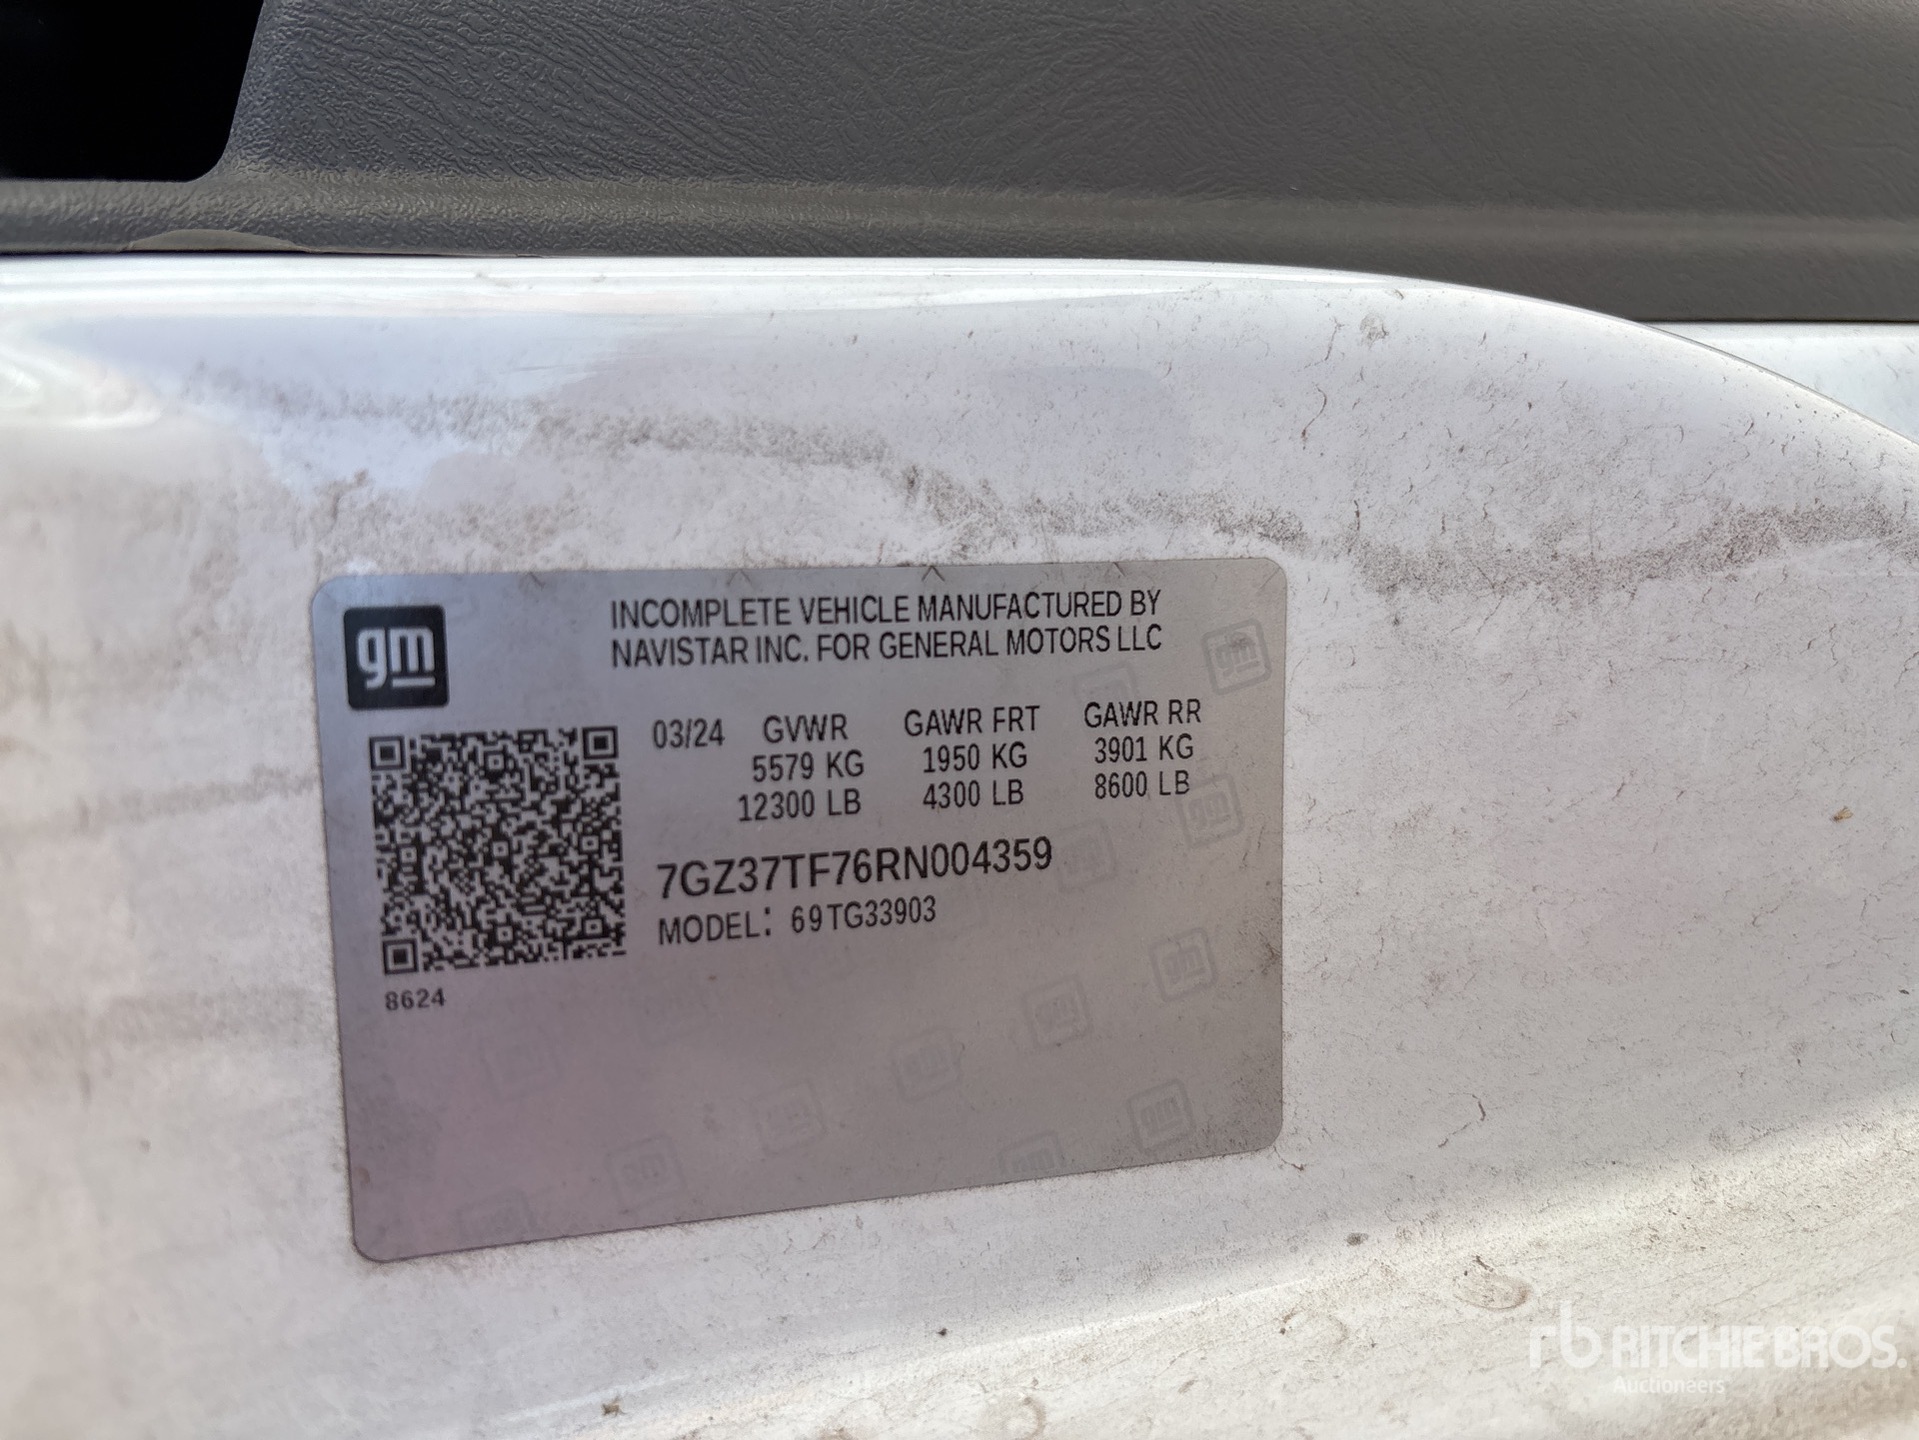 gm
INCOMPLETE VEHICLE MANUFACTURED BY
NAVISTAR INC. FOR GENERAL MOTORS LLC
03/24 GVWR GAWR FRT GAWR RR
5579 KG 1950 KG 3901 KG
12300 LB 4300 LB 8600 LB
7GZ37TF76RN004359
MODEL: 69TG33903
8624
rb RITCHIE BROS.
Auctioneers